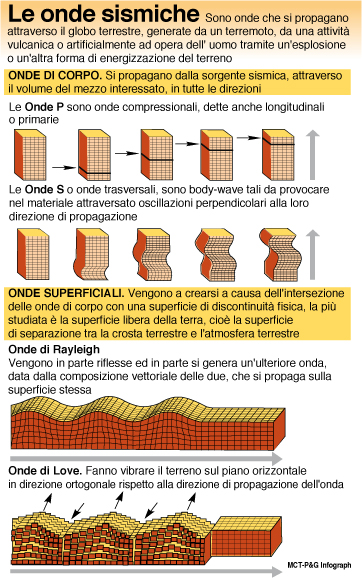 Le onde sismiche Sono onde che si propagano
attraverso il globo terrestre, generate da un terremoto, da una attività
vulcanica o artificialmente ad opera dell' uomo tramite un'esplosione
o un'altra forma di energizzazione del terreno
ONDE DI CORPO. Si propagano dalla sorgente sismica, attraverso
il volume del mezzo interessato, in tutte le direzioni
Le Onde P sono onde compressionali, dette anche longitudinali
o primarie
Le Onde S o onde trasversali, sono body-wave tali da provocare
nel materiale attraversato oscillazioni perpendicolari alla loro
direzione di propagazione
ONDE SUPERFICIALI. Vengono a crearsi a causa dell'intersezione
delle onde di corpo con una superficie di discontinuità fisica, la più
studiata è la superficie libera della terra, cioè la superficie
di separazione tra la crosta terrestre e l'atmosfera terrestre
Onde di Rayleigh
Vengono in parte riflesse ed in parte si genera un'ulteriore onda,
data dalla composizione vettoriale delle due, che si propaga sulla
superficie stessa
Onde di Love. Fanno vibrare il terreno sul piano orizzontale
in direzione ortogonale rispetto alla direzione di propagazione dell'onda
MCT-P&G Infograph